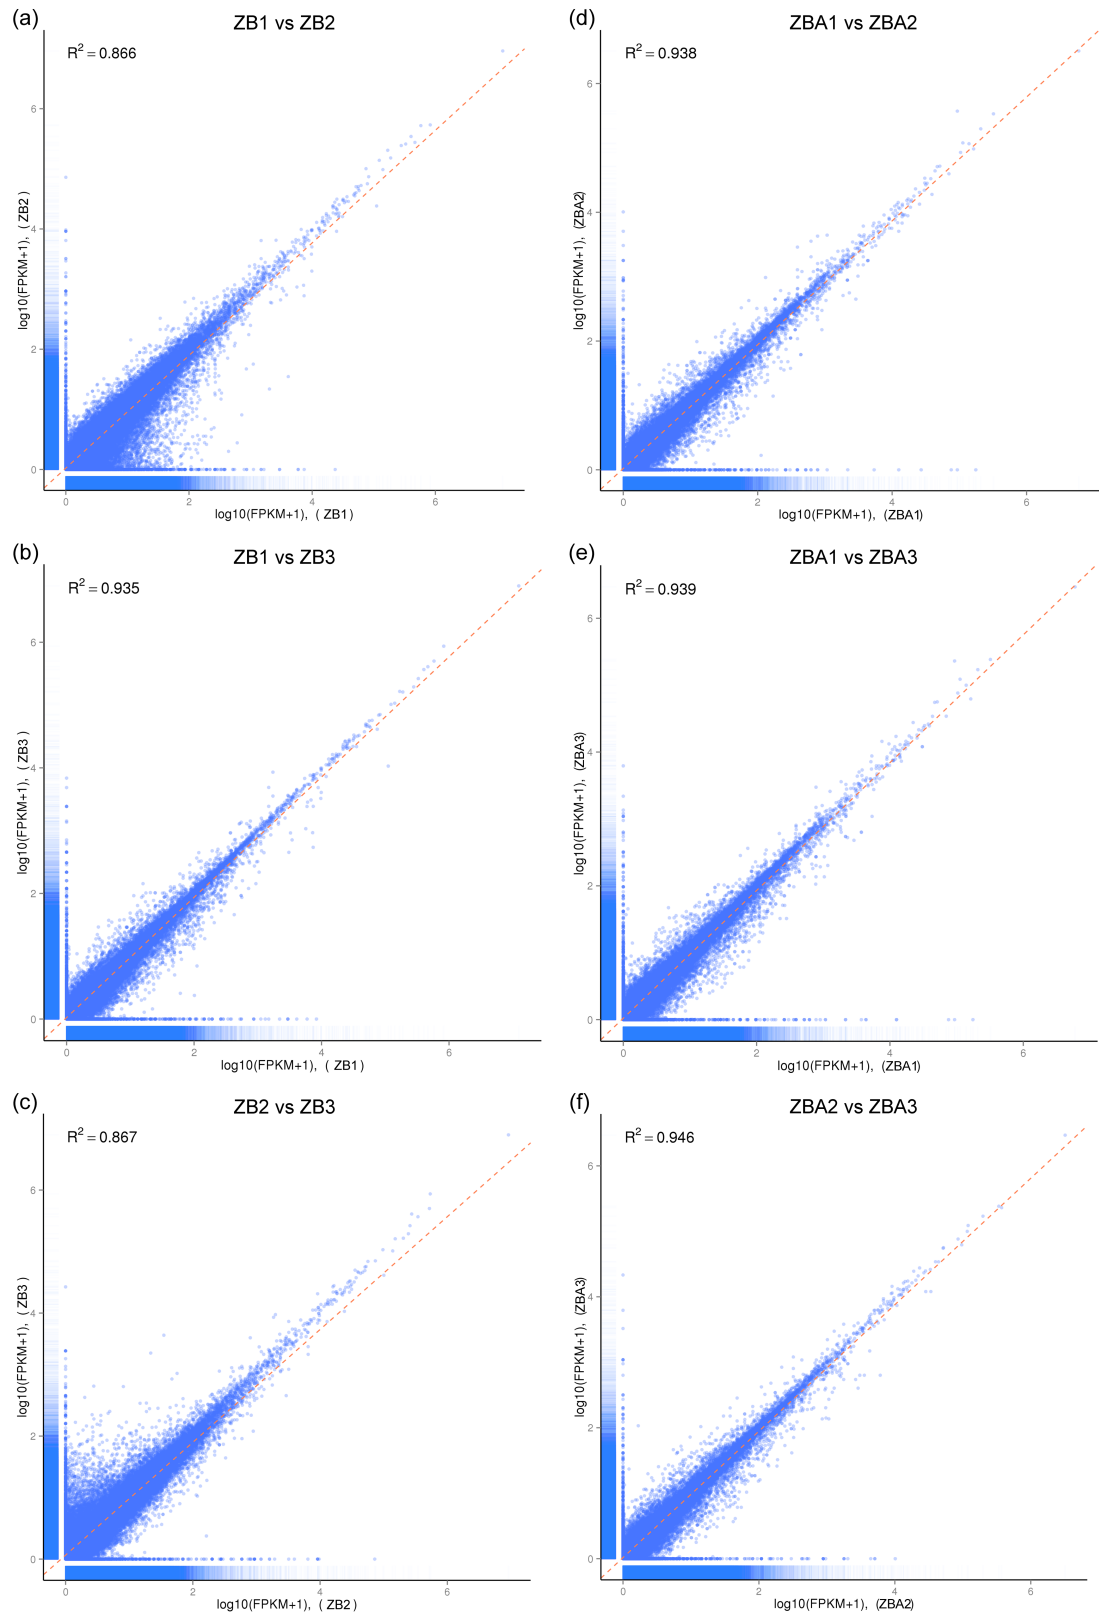 (a)
ZB1 vs ZB2
R² = 0.866
log10(FPKM+1), ( ZB2 )
6
4
2
0
0 2 4 6
log10(FPKM+1), ( ZB1 )
(d)
ZBA1 vs ZBA2
R² = 0.938
log10(FPKM+1), (ZBA2)
6
4
2
0
0 2 4 6
log10(FPKM+1), (ZBA1)
(b)
ZB1 vs ZB3
R² = 0.935
log10(FPKM+1), ( ZB3 )
6
4
2
0
0 2 4 6
log10(FPKM+1), ( ZB1 )
(e)
ZBA1 vs ZBA3
R² = 0.939
log10(FPKM+1), (ZBA3)
6
4
2
0
0 2 4 6
log10(FPKM+1), (ZBA1)
(c)
ZB2 vs ZB3
R² = 0.867
log10(FPKM+1), ( ZB3 )
6
4
2
0
0 2 4 6
log10(FPKM+1), ( ZB2 )
(f)
ZBA2 vs ZBA3
R² = 0.946
log10(FPKM+1), (ZBA3)
6
4
2
0
0 2 4 6
log10(FPKM+1), (ZBA2)